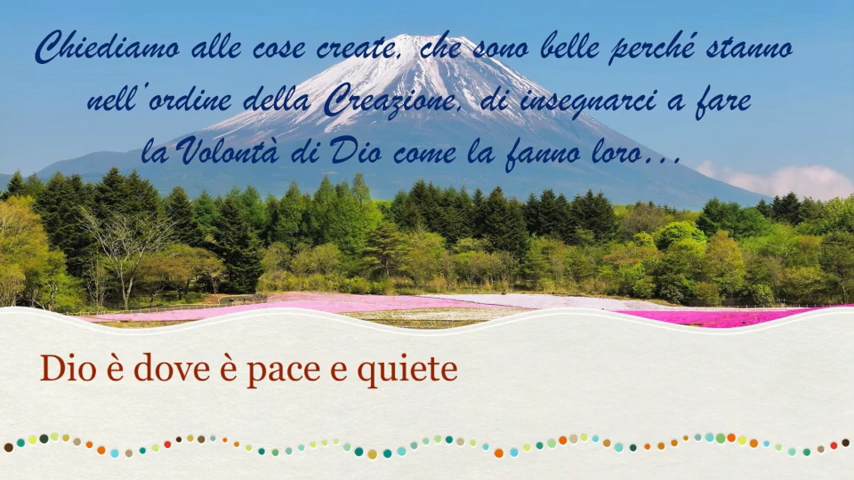 Chiediamo alle cose create, che sono belle perché stanno
nell'ordine della Creazione, di insegnarci a fare
la Volontà di Dio come la fanno loro...
Dio è dove è pace e quiete